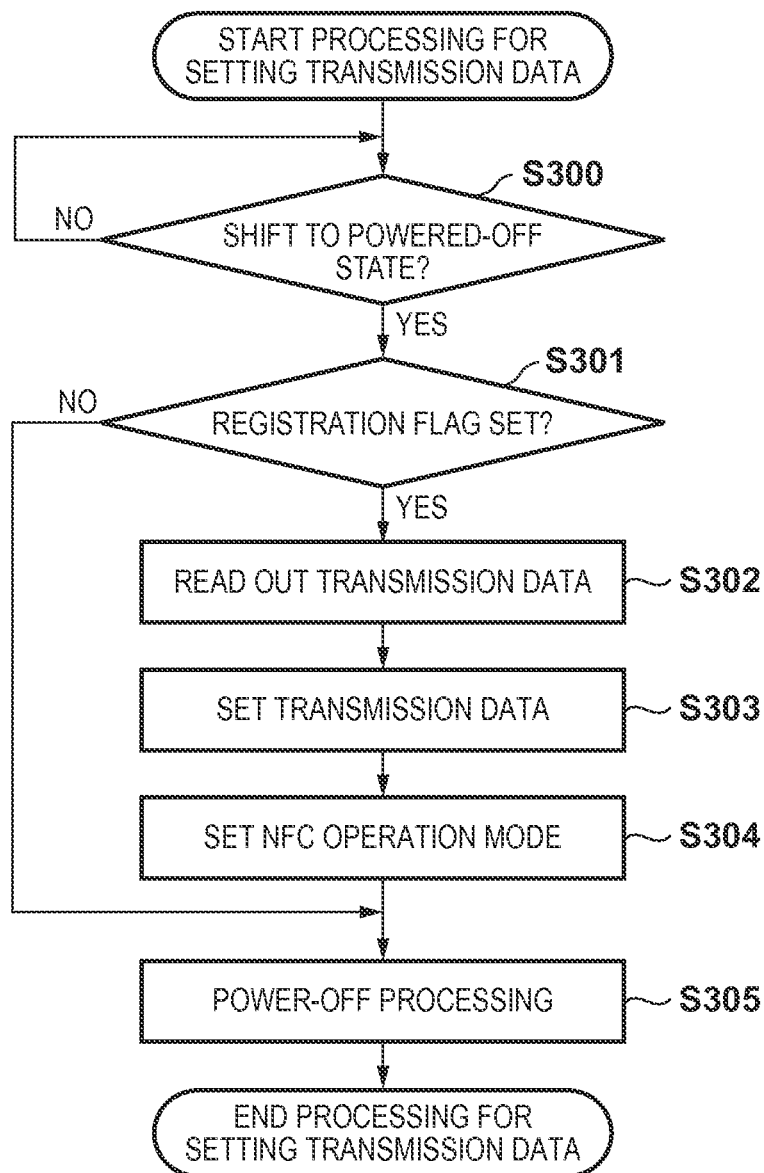 START PROCESSING FOR
SETTING TRANSMISSION DATA
S300
NO
SHIFT TO POWERED-OFF
STATE?
YES
S301
NO
REGISTRATION FLAG SET?
YES
READ OUT TRANSMISSION DATA
S302
SET TRANSMISSION DATA
S303
SET NFC OPERATION MODE
S304
POWER-OFF PROCESSING
S305
END PROCESSING FOR
SETTING TRANSMISSION DATA